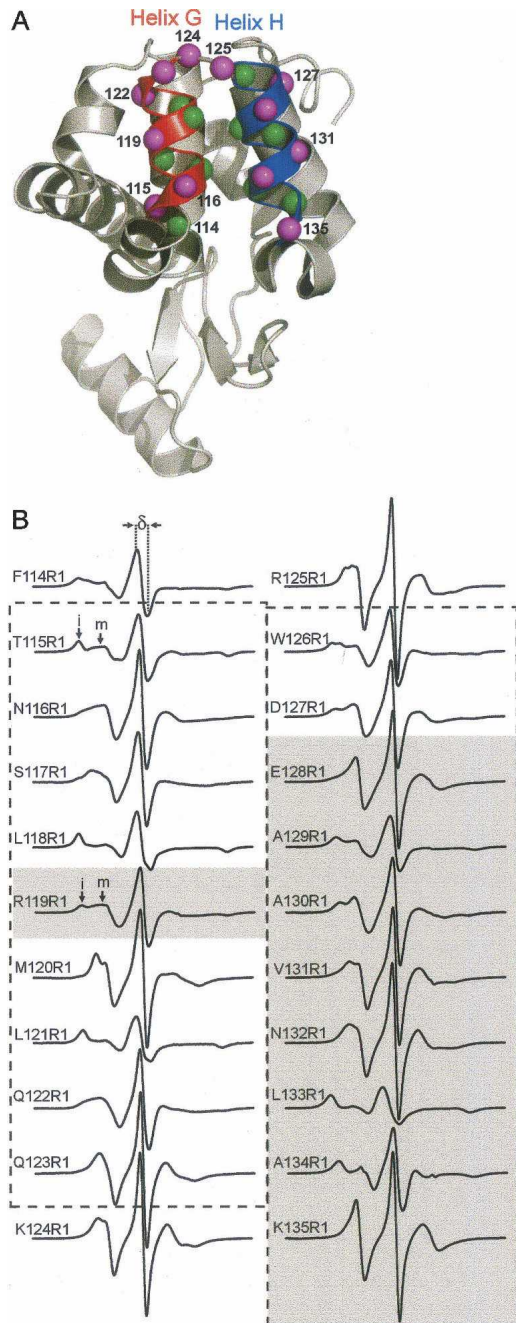 A
Helix G
Helix H
124
125
127
122
119
131
115
116
114
135
B
δ
F114R1
i
m
T115R1
N116R1
S117R1
L118R1
i
m
R119R1
M120R1
L121R1
Q122R1
Q123R1
K124R1
R125R1
W126R1
D127R1
E128R1
A129R1
A130R1
V131R1
N132R1
L133R1
A134R1
K135R1